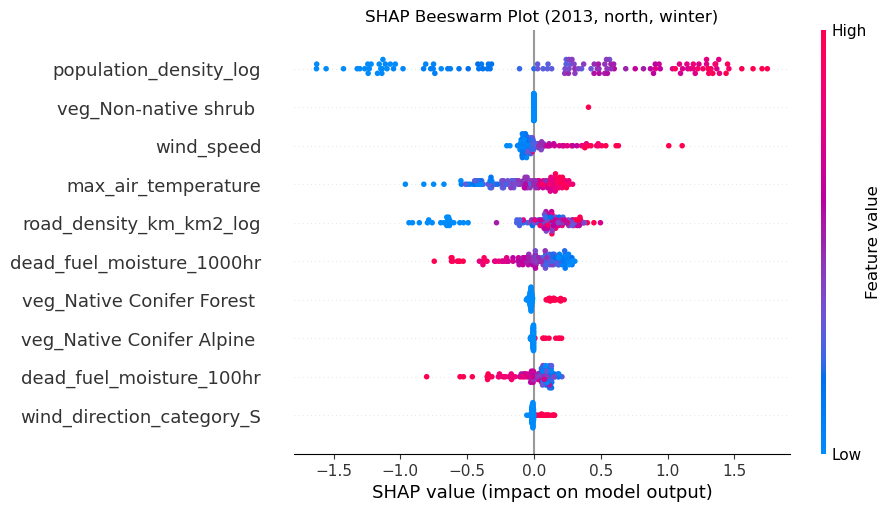 SHAP Beeswarm Plot (2013, north, winter)
population_density_log
veg_Non-native shrub
wind_speed
max_air_temperature
road_density_km_km2_log
dead_fuel_moisture_1000hr
veg_Native Conifer Forest
veg_Native Conifer Alpine
dead_fuel_moisture_100hr
wind_direction_category_S
−1.5 −1.0 −0.5 0.0 0.5 1.0 1.5
SHAP value (impact on model output)
High
Feature value
Low